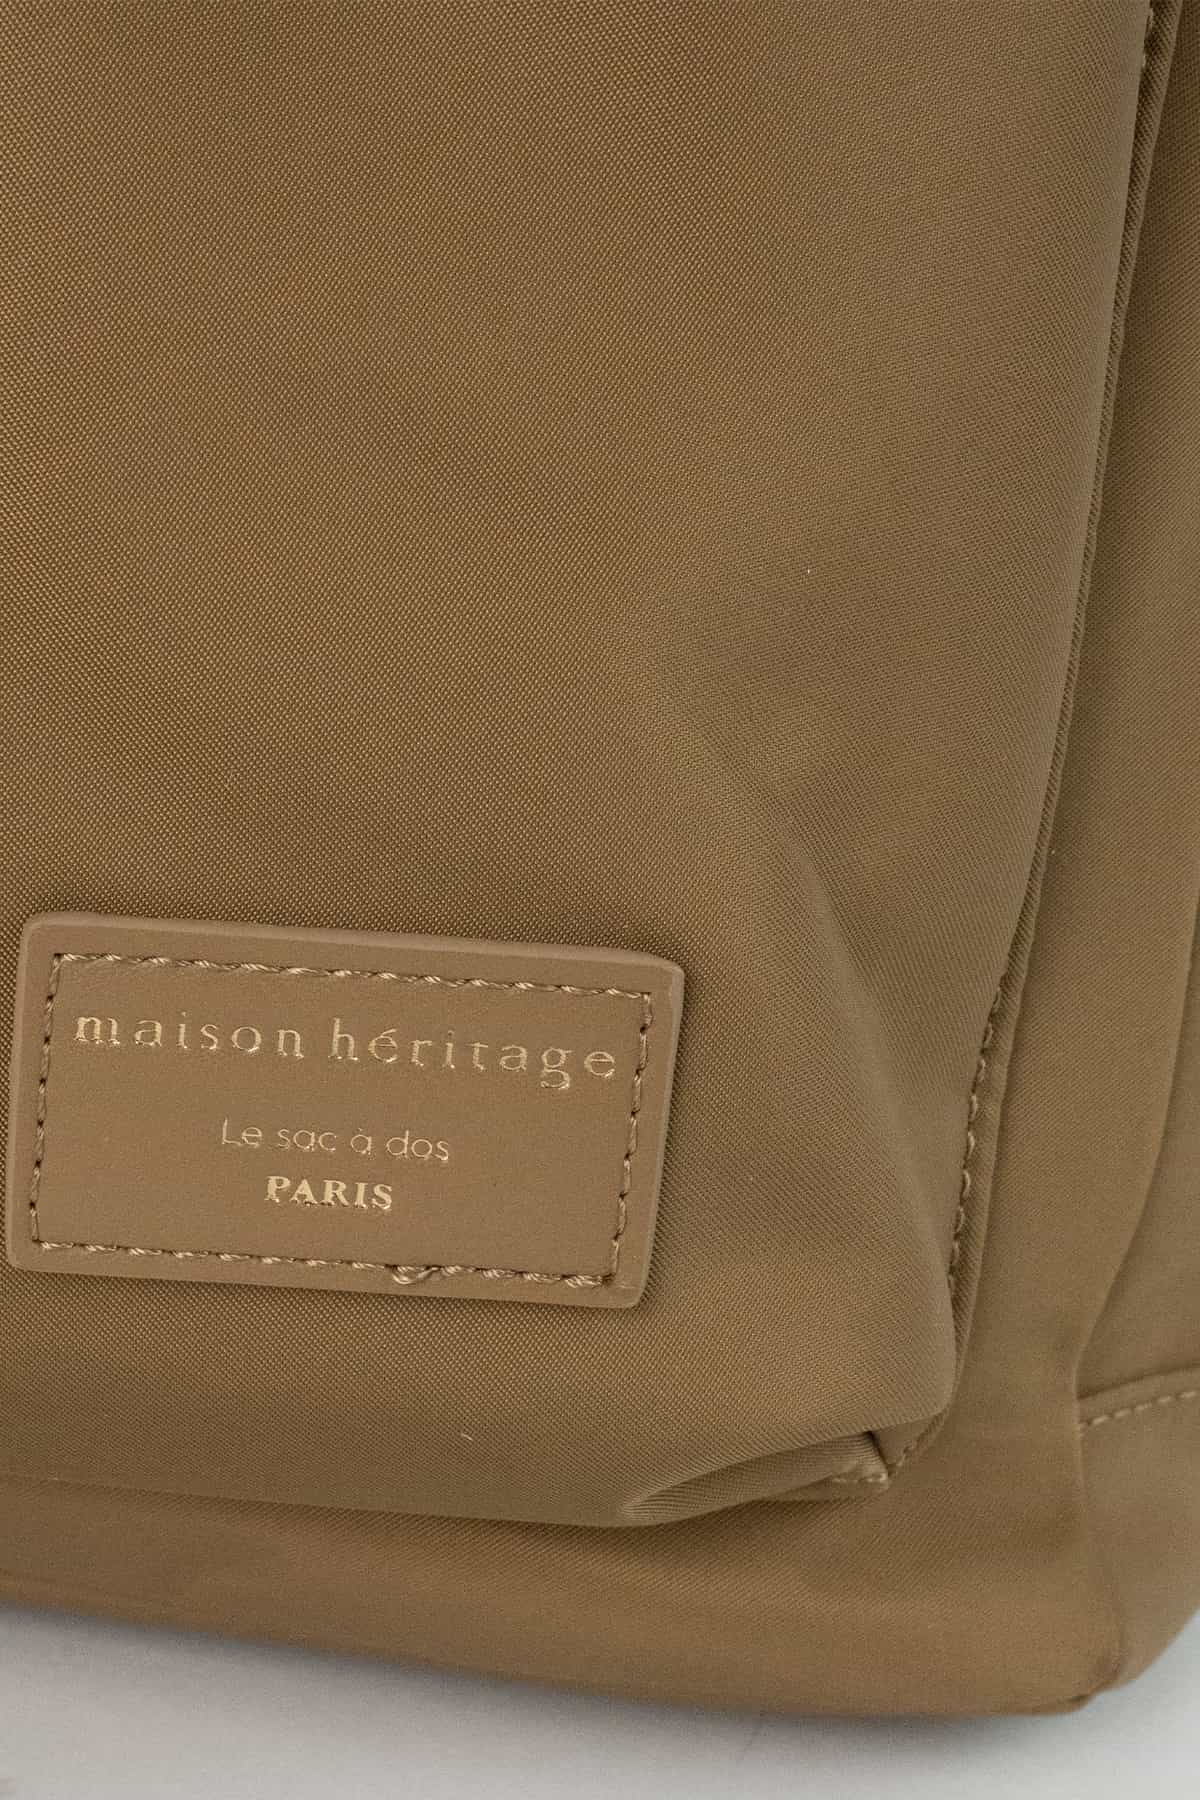 maison héritage
Le sac à dos
PARIS